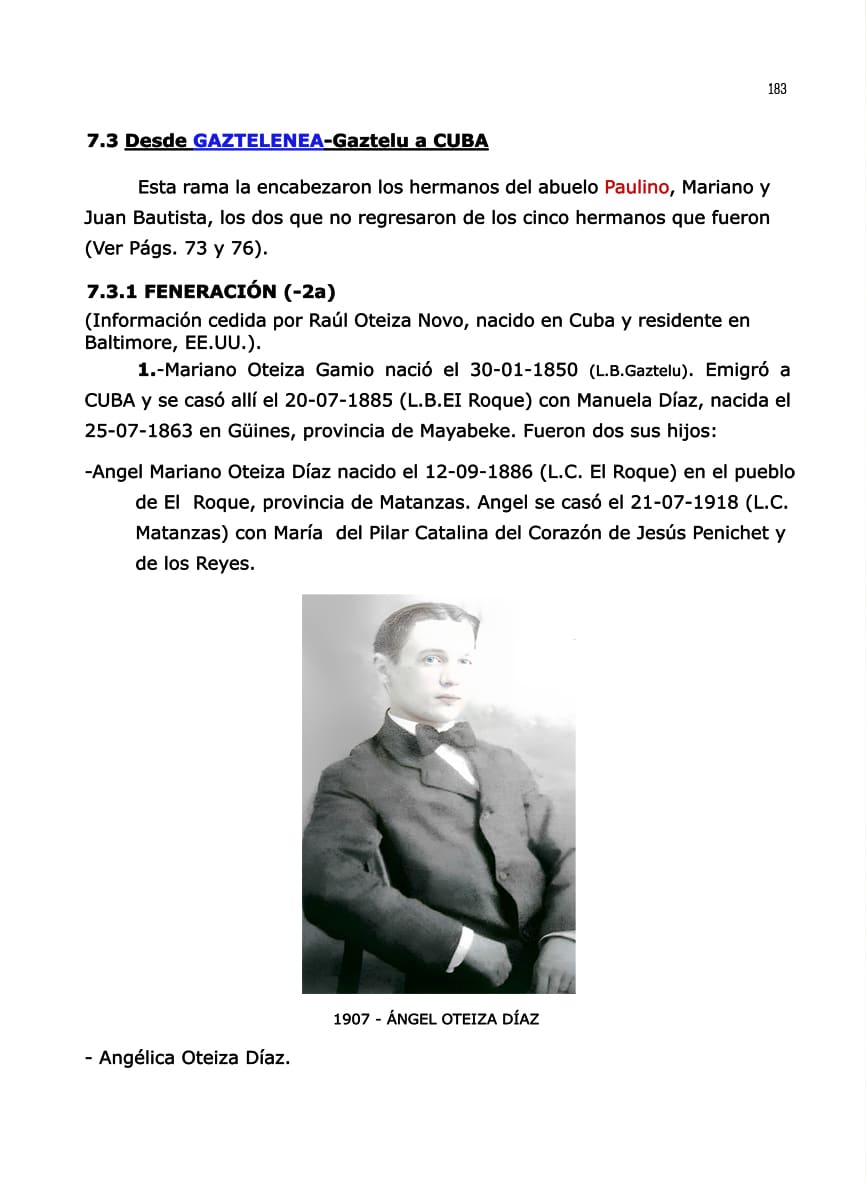 183
7.3 Desde GAZTELENEA-Gaztelu a CUBA
Esta rama la encabezaron los hermanos del abuelo Paulino, Mariano y
Juan Bautista, los dos que no regresaron de los cinco hermanos que fueron
(Ver Págs. 73 y 76).
7.3.1 FENERACIÓN (-2a)
(Información cedida por Raúl Oteiza Novo, nacido en Cuba y residente en
Baltimore, EE.UU.).
1.-Mariano Oteiza Gamio nació el 30-01-1850 (L.B.Gaztelu). Emigró a
CUBA y se casó allí el 20-07-1885 (L.B.EI Roque) con Manuela Díaz, nacida el
25-07-1863 en Güines, provincia de Mayabeke. Fueron dos sus hijos:
-Angel Mariano Oteiza Díaz nacido el 12-09-1886 (L.C. El Roque) en el pueblo
de El Roque, provincia de Matanzas. Angel se casó el 21-07-1918 (L.C.
Matanzas) con María del Pilar Catalina del Corazón de Jesús Penichet y
de los Reyes.
1907 - ÁNGEL OTEIZA DÍAZ
- Angélica Oteiza Díaz.